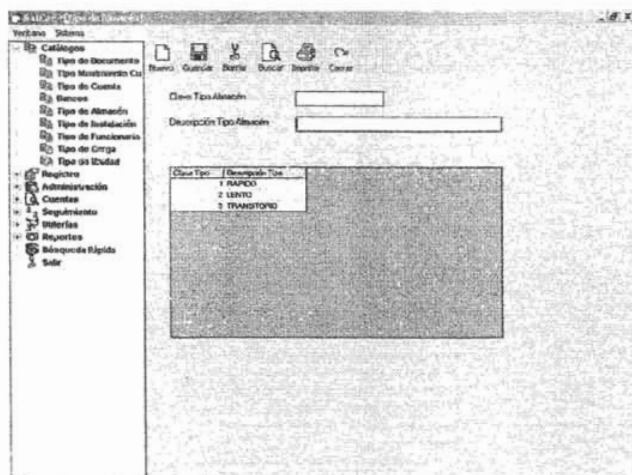 Ventana Sistema
Catálogos
Tipo de Documento
Tipo Movimiento Cu
Tipo de Cuenta
Bancos
Tipo de Almacén
Tipo de Instalación
Tipo de Funcionario
Tipo de Carga
Tipo de Unidad
Registro
Administración
Cuentas
Seguimiento
Reportes
Búsqueda Rápida
Salir
Nuevo Guardar Borrar Buscar Imprimir Cerrar
Clave Tipo Almacén
Descripción Tipo Almacén
Clave Tipo Descripción Tipo
1 RAPIDO
2 LENTO
3 TRANSITORIO